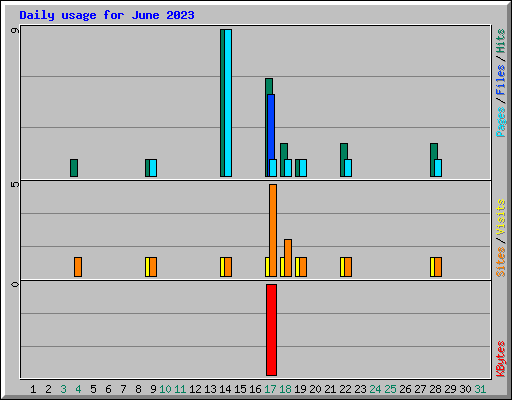 Daily usage for June 2023
9
Pages/Files/Hits
5
Sites/Visits
0
KBytes
1 2 3 4 5 6 7 8 9 10 11 12 13 14 15 16 17 18 19 20 21 22 23 24 25 26 27 28 29 30 31